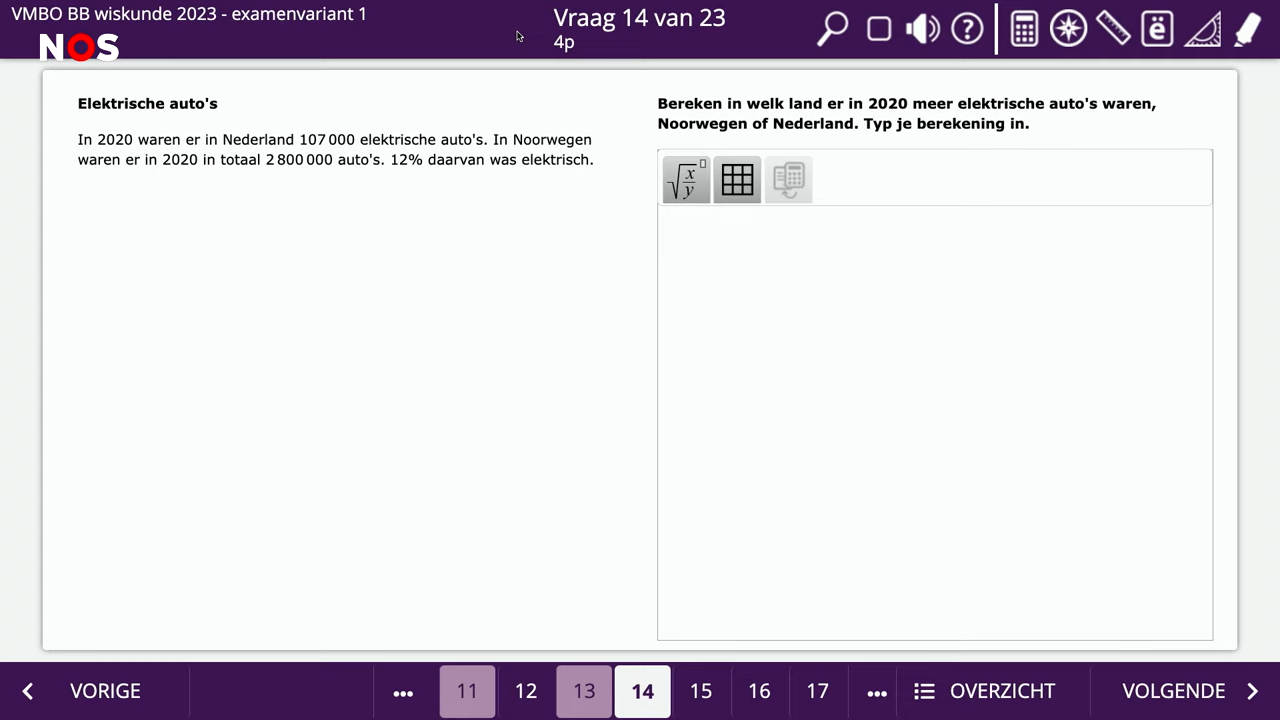 VMBO BB wiskunde 2023 - examenvariant 1
NOS
Vraag 14 van 23
4p
Elektrische auto's
In 2020 waren er in Nederland 107 000 elektrische auto's. In Noorwegen
waren er in 2020 in totaal 2 800 000 auto's. 12% daarvan was elektrisch.
Bereken in welk land er in 2020 meer elektrische auto's waren,
Noorwegen of Nederland. Typ je berekening in.
VORIGE
... 11 12 13 14 15 16 17 ...
OVERZICHT
VOLGENDE